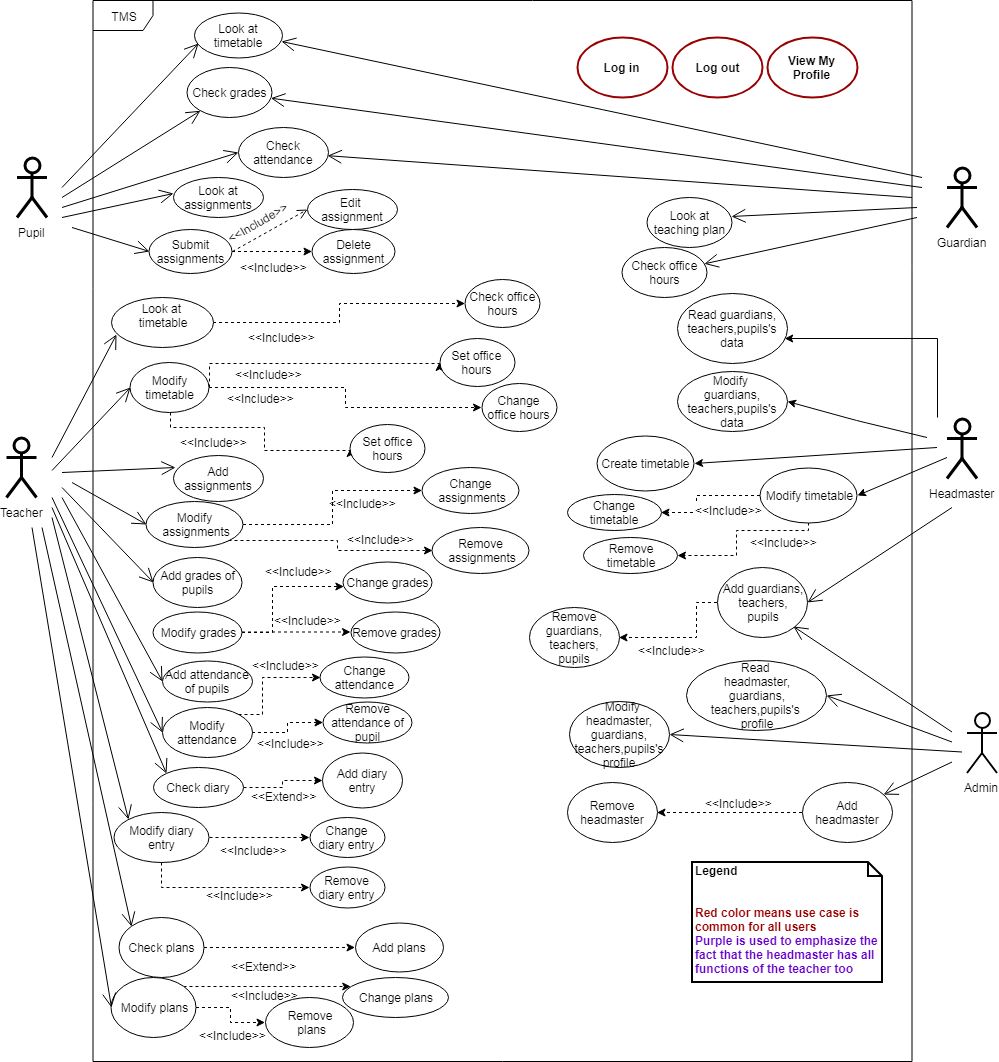 TMS
Look at
timetable
Log in
Log out
View My
Profile
Check grades
Check
attendance
Pupil
Look at
assignments
Submit
assignments
<<Include>>
Edit
assignment
<<Include>>
Delete
assignment
Guardian
Look at
teaching plan
Check office
hours
Look at
timetable
<<Include>>
Check office
hours
Read guardians,
teachers,pupils's
data
Modify
timetable
<<Include>>
<<Include>>
Set office
hours
Change
office hours
<<Include>>
Set office
hours
Modify
guardians,
teachers,pupils's
data
Headmaster
Create timetable
Modify timetable
<<Include>>
Change
timetable
<<Include>>
Remove
timetable
Teacher
Add
assignments
Modify
assignments
<<Include>>
Change
assignments
<<Include>>
Remove
assignments
Add grades of
pupils
Modify grades
<<Include>>
Change grades
<<Include>>
Remove grades
Add guardians,
teachers,
pupils
<<Include>>
Remove
guardians,
teachers,
pupils
Add attendance
of pupils
Modify
attendance
<<Include>>
Change
attendance
<<Include>>
Remove
attendance of
pupil
Read
headmaster,
guardians,
teachers,pupils's
profile
Modify
headmaster,
guardians,
teachers,pupils's
profile
Admin
Check diary
<<Extend>>
Add diary
entry
Remove
headmaster
<<Include>>
Add
headmaster
Modify diary
entry
<<Include>>
Change
diary entry
<<Include>>
Remove
diary entry
Check plans
<<Extend>>
Add plans
Modify plans
<<Include>>
Change plans
<<Include>>
Remove
plans
Legend
Red color means use case is
common for all users
Purple is used to emphasize the
fact that the headmaster has all
functions of the teacher too